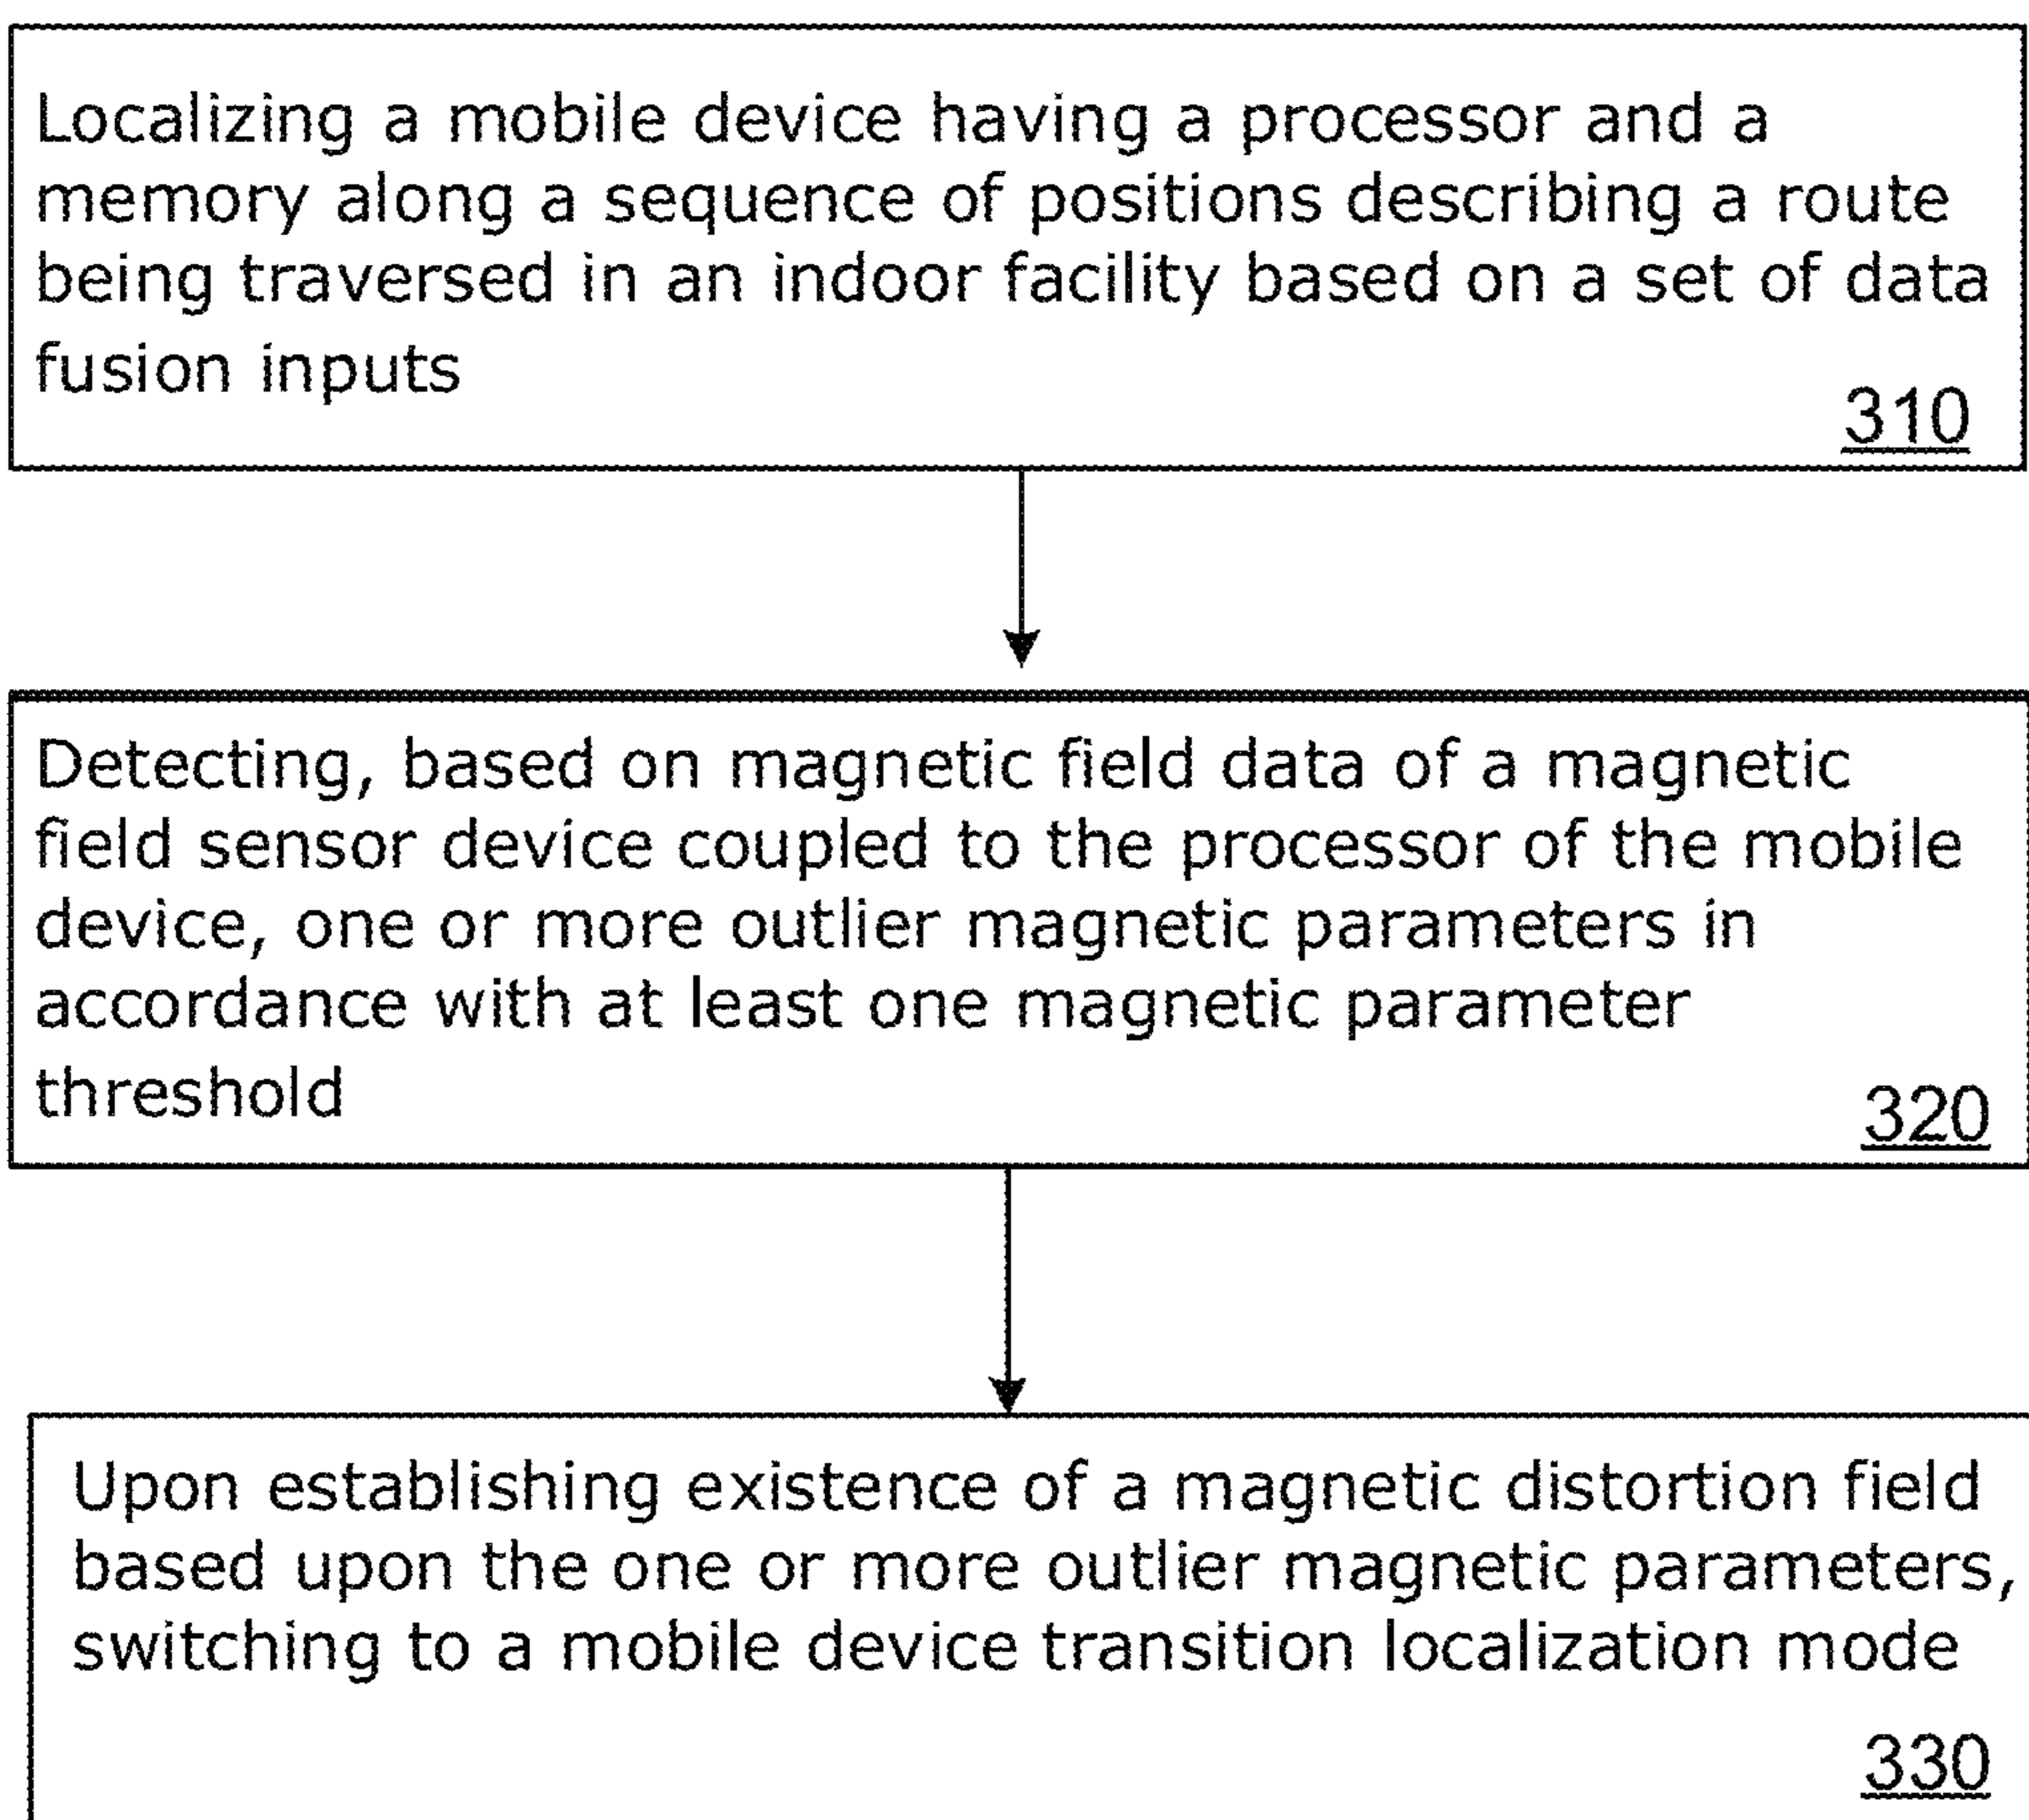 Localizing a mobile device having a processor and a
memory along a sequence of positions describing a route
being traversed in an indoor facility based on a set of data
fusion inputs
310
Detecting, based on magnetic field data of a magnetic
field sensor device coupled to the processor of the mobile
device, one or more outlier magnetic parameters in
accordance with at least one magnetic parameter
threshold
320
Upon establishing existence of a magnetic distortion field
based upon the one or more outlier magnetic parameters,
switching to a mobile device transition localization mode
330